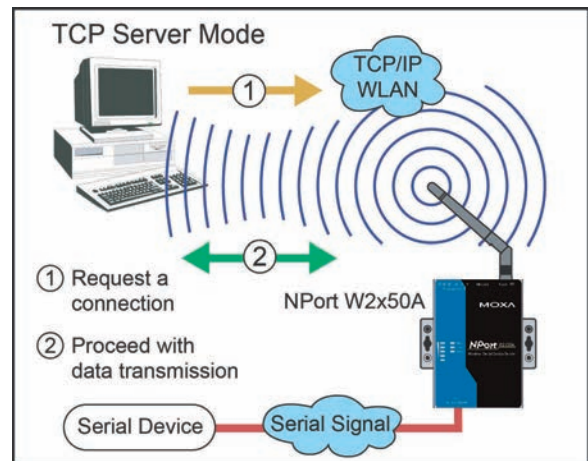 TCP Server Mode
1
TCP/IP
WLAN
2
1 Request a
connection
NPort W2x50A
MOXA
NPort
2 Proceed with
data transmission
Serial Device
Serial Signal